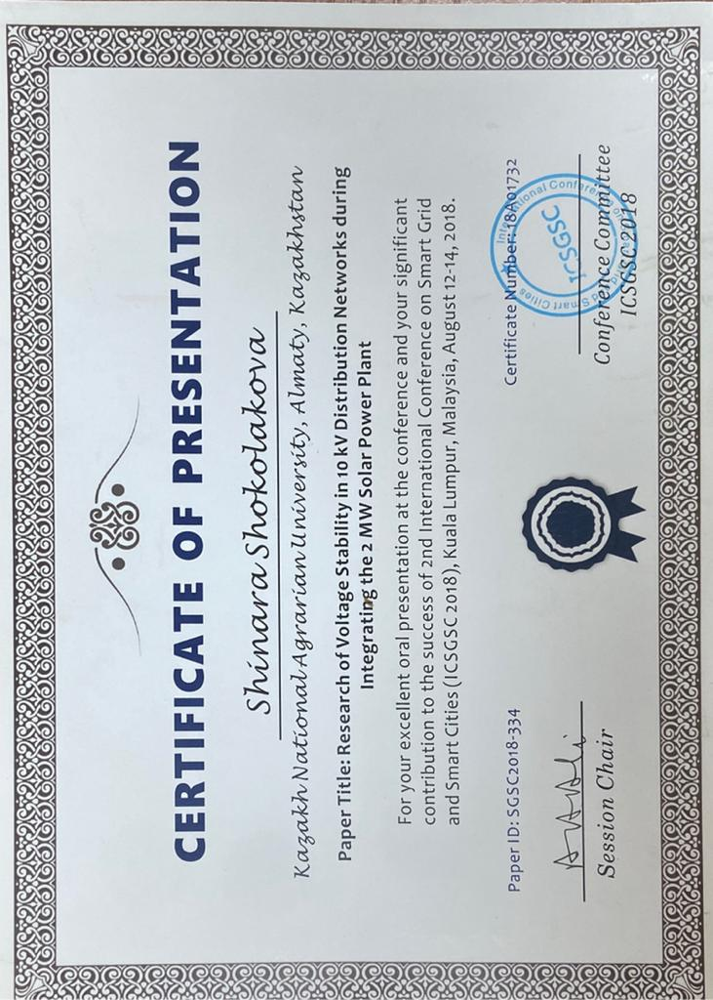 CERTIFICATE OF PRESENTATION
Shinara Shokolakova
Kazakh National Agrarian University, Almaty, Kazakhstan
Paper Title: Research of Voltage Stability in 10 kV Distribution Networks during
Integrating the 2 MW Solar Power Plant
For your excellent oral presentation at the conference and your significant
contribution to the success of 2nd International Conference on Smart Grid
and Smart Cities (ICSGSC 2018), Kuala Lumpur, Malaysia, August 12-14, 2018.
Paper ID: SGSC2018-334
Certificate Number: 18A01732
Session Chair
Conference Committee
ICSGSC 2018
International Conference on
and Smart Cities
ICSGSC